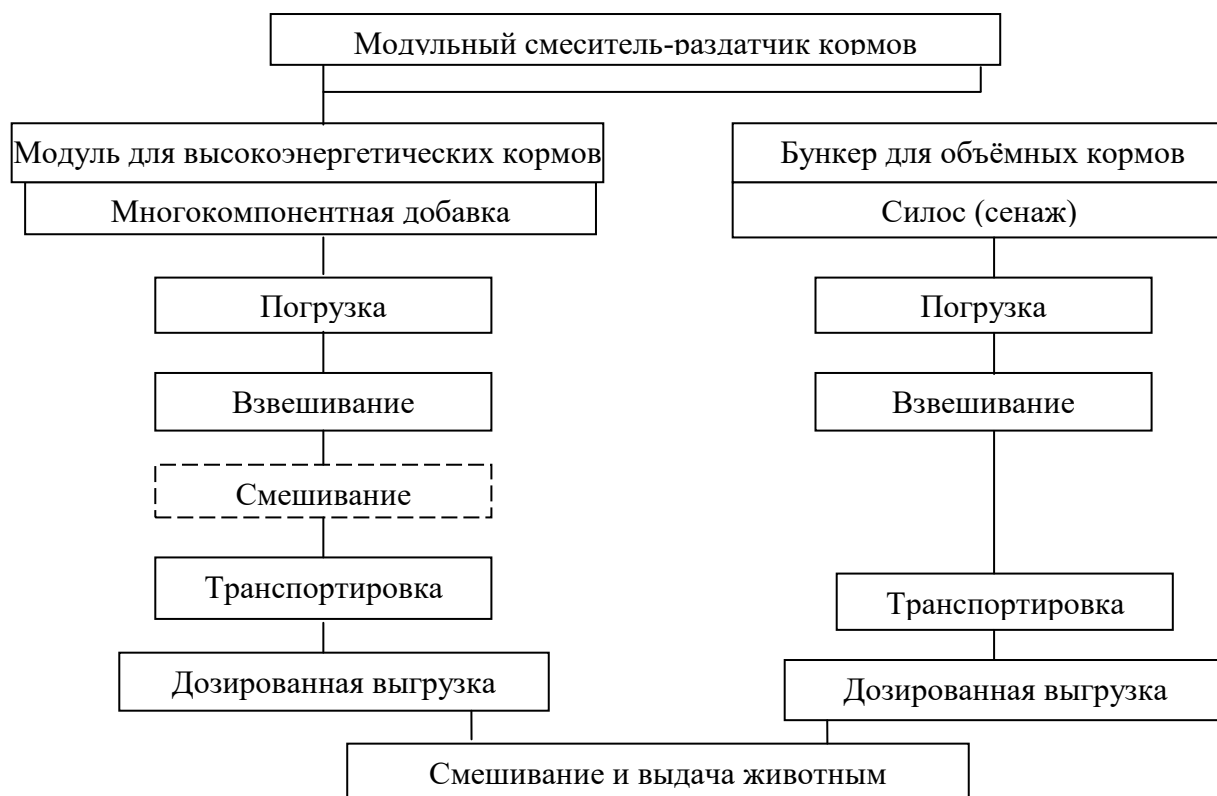 Модульный смеситель-раздатчик кормов
Модуль для высокоэнергетических кормов
Многокомпонентная добавка
Погрузка
Взвешивание
Смешивание
Транспортировка
Дозированная выгрузка
Бункер для объёмных кормов
Силос (сенаж)
Погрузка
Взвешивание
Транспортировка
Дозированная выгрузка
Смешивание и выдача животным